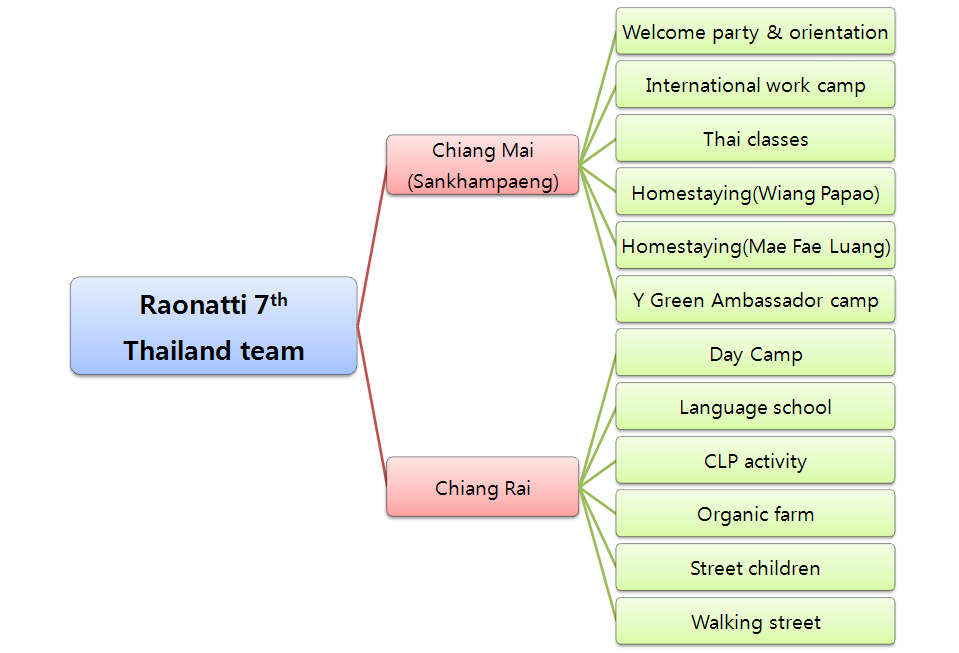 Welcome party & orientation
International work camp
Thai classes
Chiang Mai
(Sankhampaeng)
Homestaying(Wiang Papao)
Homestaying(Mae Fae Luang)
Y Green Ambassador camp
Raonatti 7th
Thailand team
Day Camp
Language school
CLP activity
Chiang Rai
Organic farm
Street children
Walking street